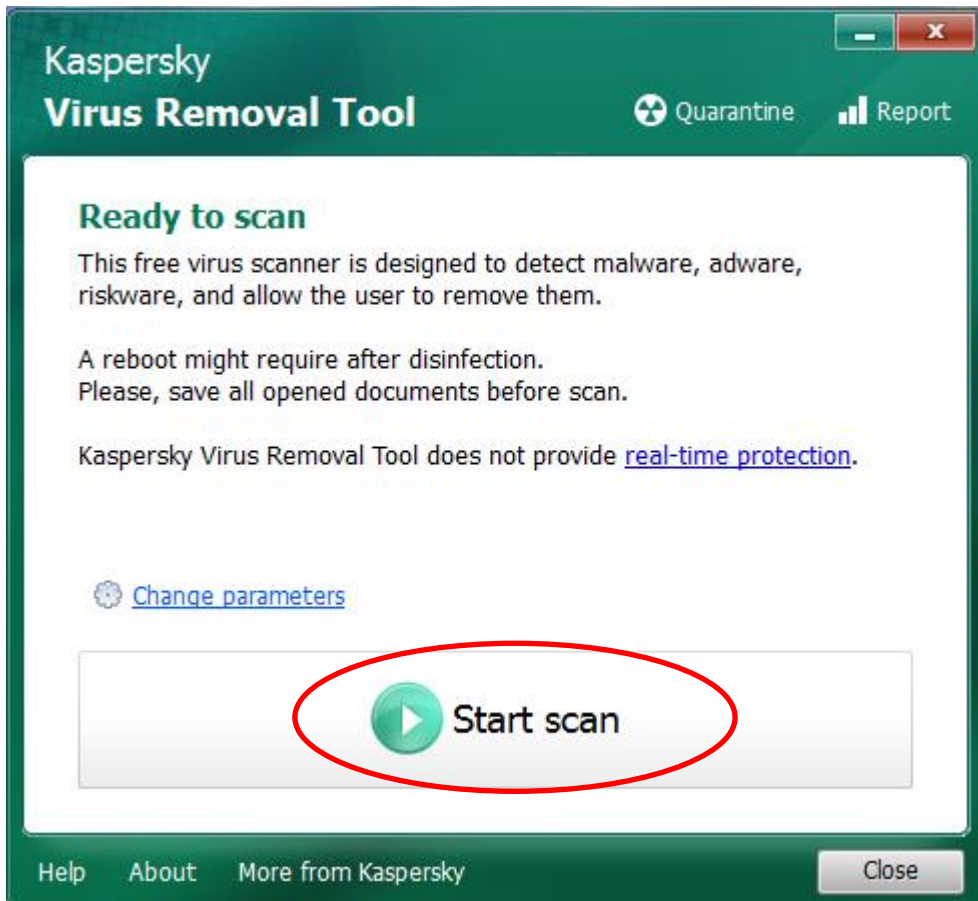 Kaspersky
Virus Removal Tool
Quarantine
Report
Ready to scan
This free virus scanner is designed to detect malware, adware,
riskware, and allow the user to remove them.
A reboot might require after disinfection.
Please, save all opened documents before scan.
Kaspersky Virus Removal Tool does not provide real-time protection.
Change parameters
Start scan
Help
About
More from Kaspersky
Close